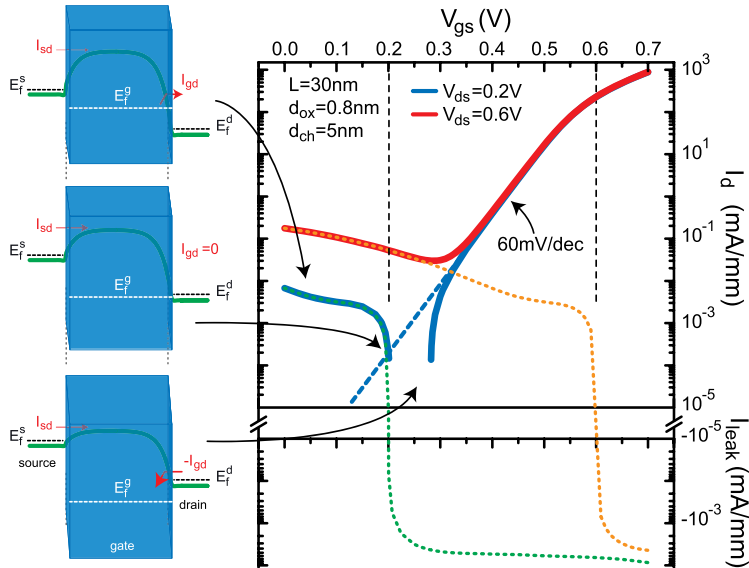 V_gs (V)
0.0 0.1 0.2 0.3 0.4 0.5 0.6 0.7
I_sd
E_f^s
E_f^g
I_gd
E_f^d
L=30nm
d_ox=0.8nm
d_ch=5nm
V_ds=0.2V
V_ds=0.6V
10^3
10^1
10^-1
10^-3
10^-5
I_d (mA/mm)
60mV/dec
I_sd
E_f^s
I_gd=0
E_f^d
E_f^g
I_sd
E_f^s
source
-I_gd
E_f^d
E_f^g
drain
gate
-10^-5
-10^-3
I_leak (mA/mm)